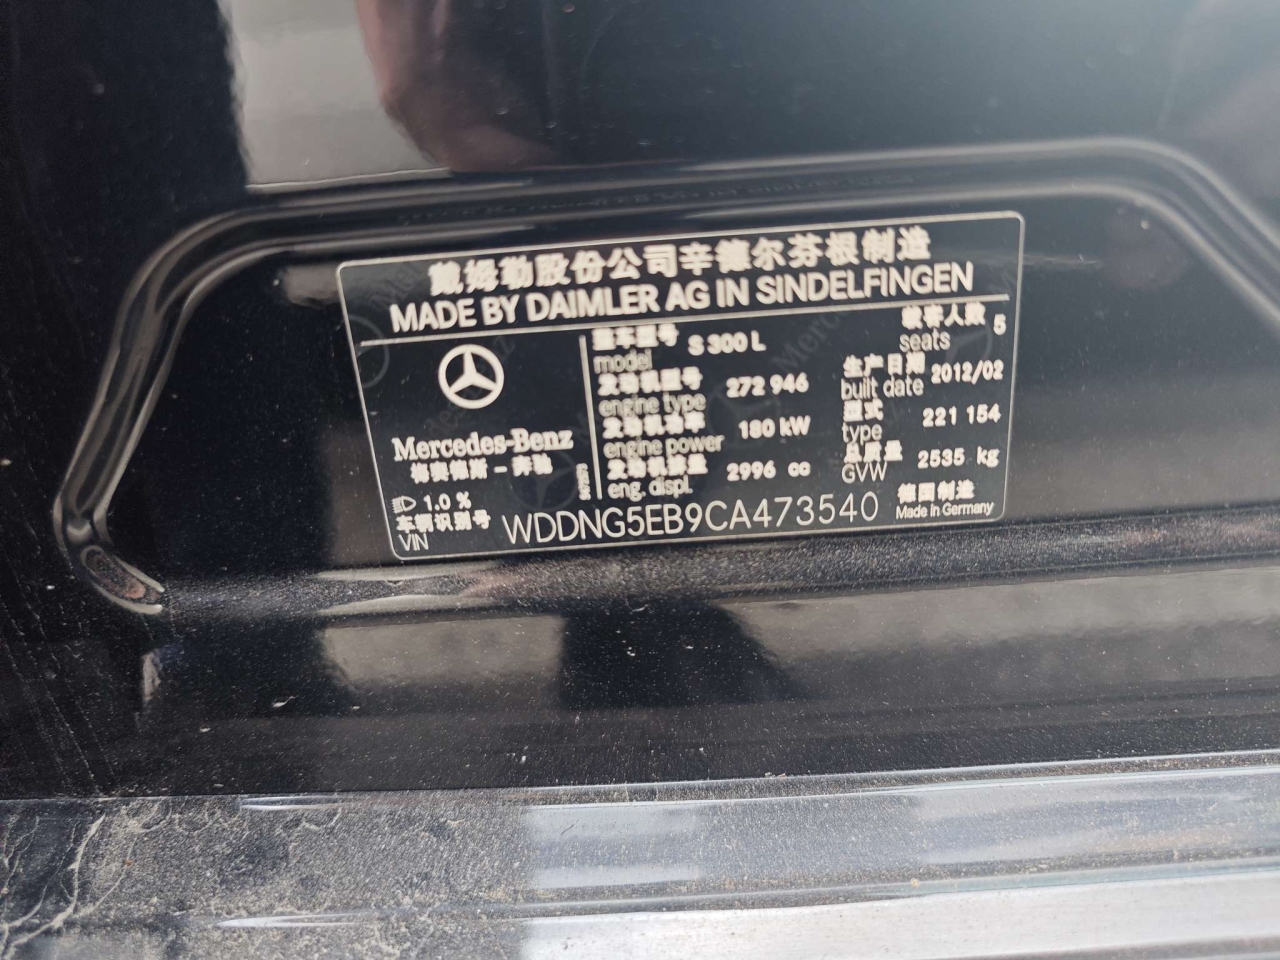 戴姆勒股份公司辛德尔芬根制造
MADE BY DAIMLER AG IN SINDELFINGEN
整车型号 model S 300 L
乘客人数 seats 5
发动机型号 engine type 272 946
生产日期 built date 2012/02
发动机功率 engine power 180 kW
型式 type 221 154
发动机排量 eng. displ. 2996 cc
总质量 GVW 2535 kg
Mercedes-Benz
梅赛德斯-奔驰
1.0 %
车辆识别号 VIN WDDNG5EB9CA473540
德国制造
Made in Germany